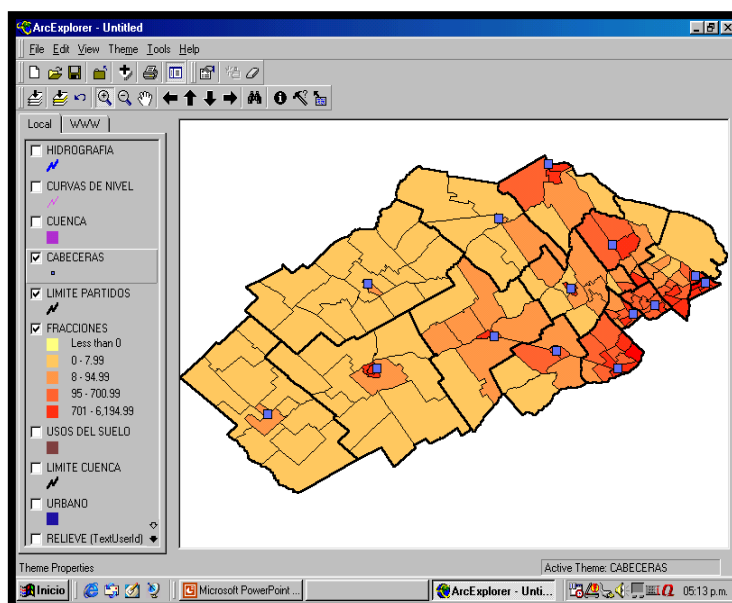 ArcExplorer - Untitled
File Edit View Theme Tools Help
Local WWW
HIDROGRAFIA
CURVAS DE NIVEL
CUENCA
CABECERAS
LIMITE PARTIDOS
FRACCIONES
Less than 0
0 - 7.99
8 - 94.99
95 - 700.99
701 - 6,194.99
USOS DEL SUELO
LIMITE CUENCA
URBANO
RELIEVE (TextUserId)
Theme Properties
Active Theme: CABECERAS
Inicio
Microsoft PowerPoint ...
ArcExplorer - Unti...
05:13 p.m.